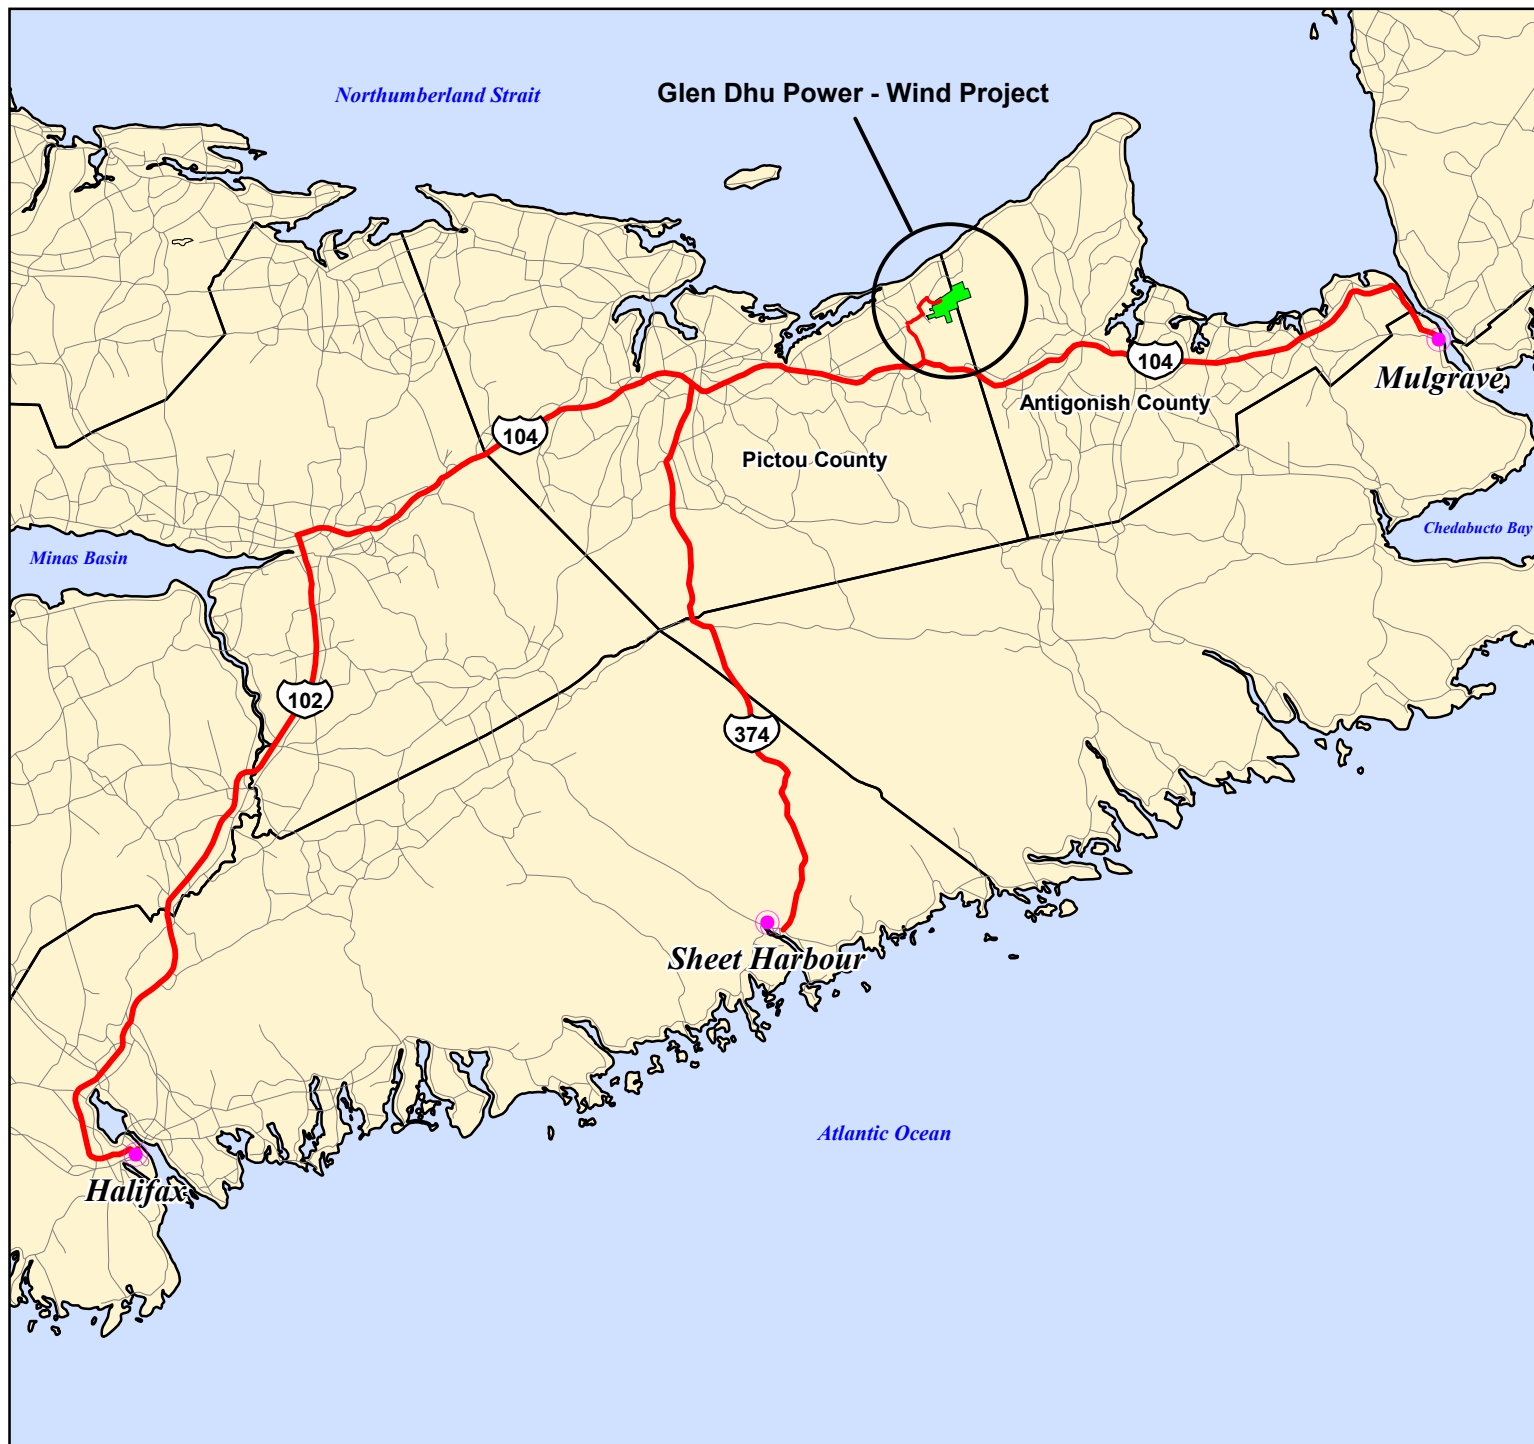 Northumberland Strait
Glen Dhu Power - Wind Project
104
Mulgrave
Antigonish County
104
Pictou County
Chedabucto Bay
Minas Basin
102
374
Sheet Harbour
Atlantic Ocean
Halifax